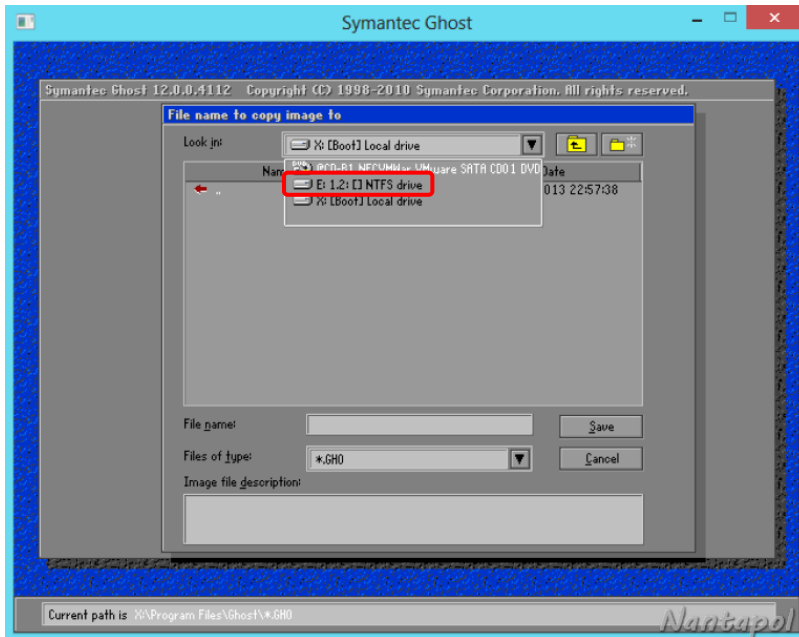 Symantec Ghost
Symantec Ghost 12.0.0.4112 Copyright (C) 1998-2010 Symantec Corporation. All rights reserved.
File name to copy image to
Look in:
X: [Boot] Local drive
@CD-R1 NECVMWar VMware SATA CD01 DVD
E: 1.2: [] NTFS drive
X: [Boot] Local drive
Nam
Date
..
013 22:57:38
File name:
Save
Files of type:
*.GHO
Cancel
Image file description:
Current path is X:\Program Files\Ghost\*.GHO
Nantapol